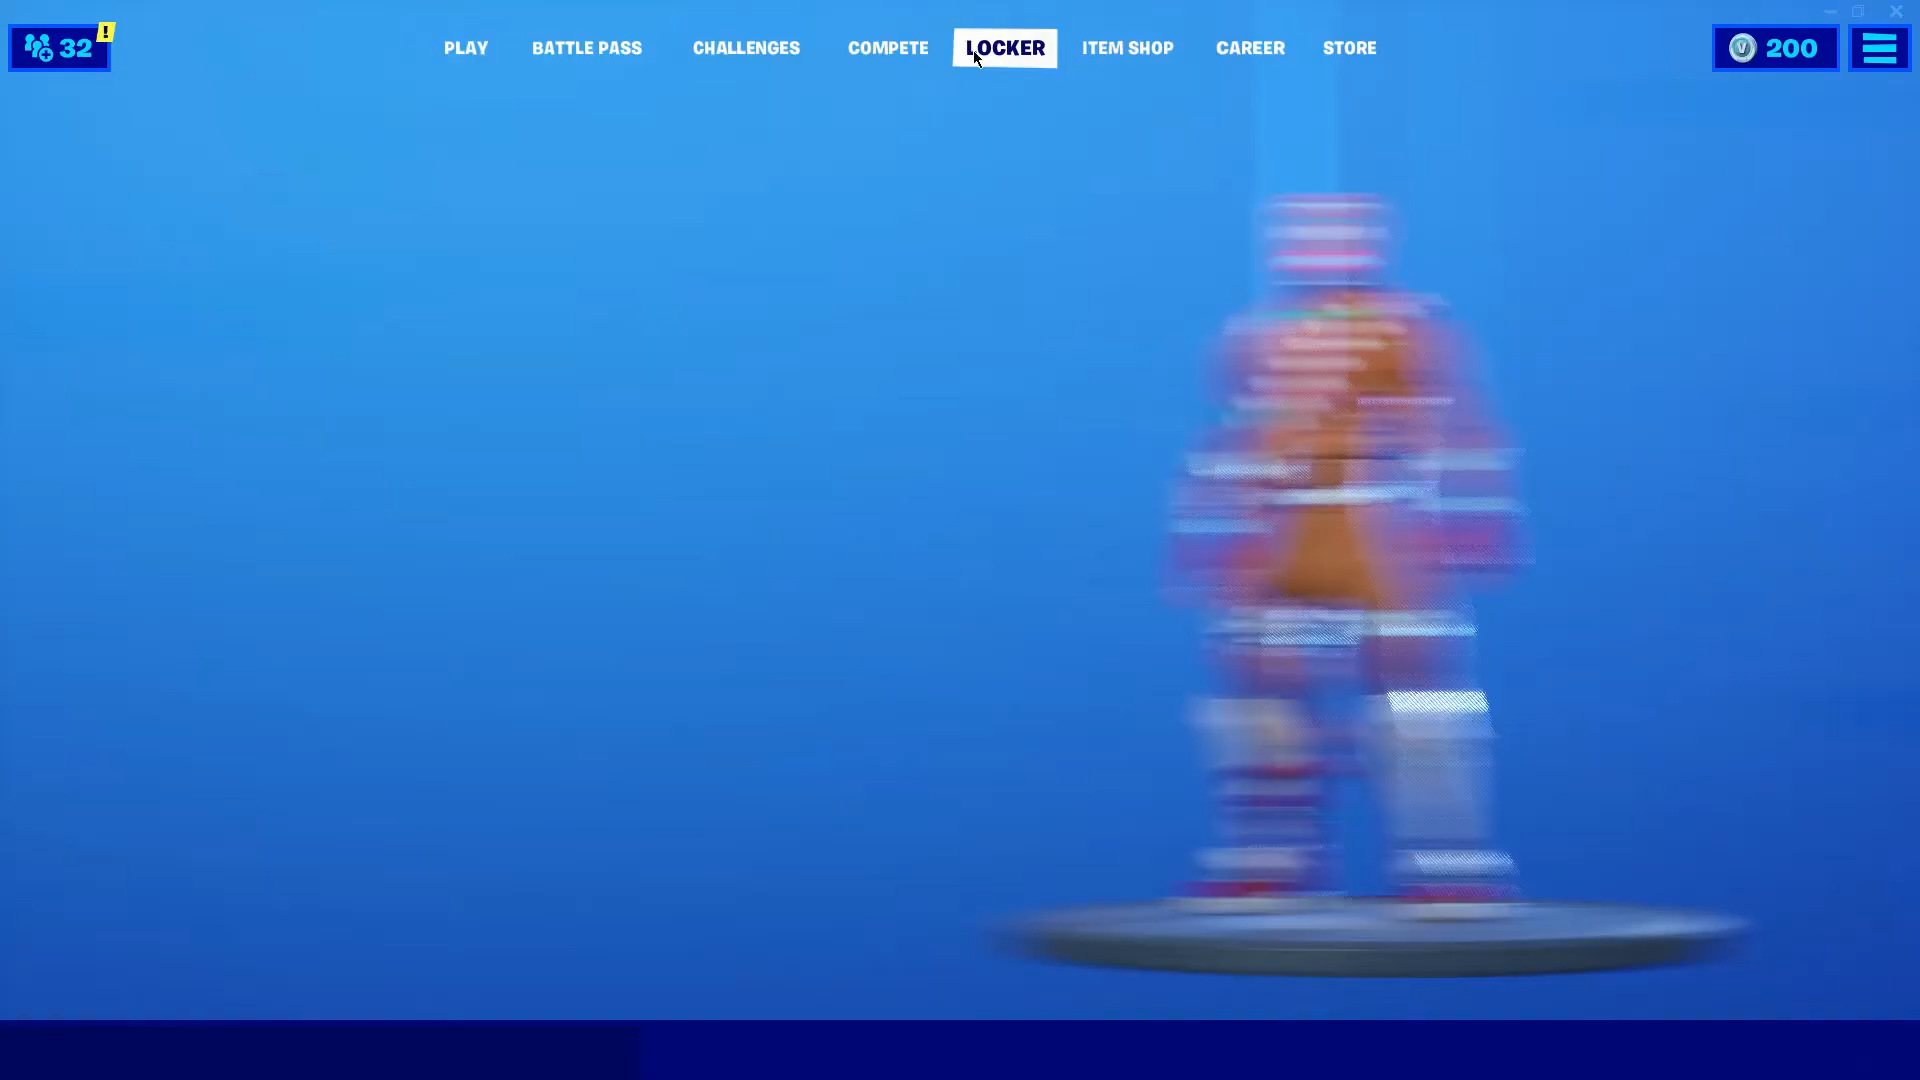 32
!
PLAY BATTLE PASS CHALLENGES COMPETE LOCKER ITEM SHOP CAREER STORE
V 200